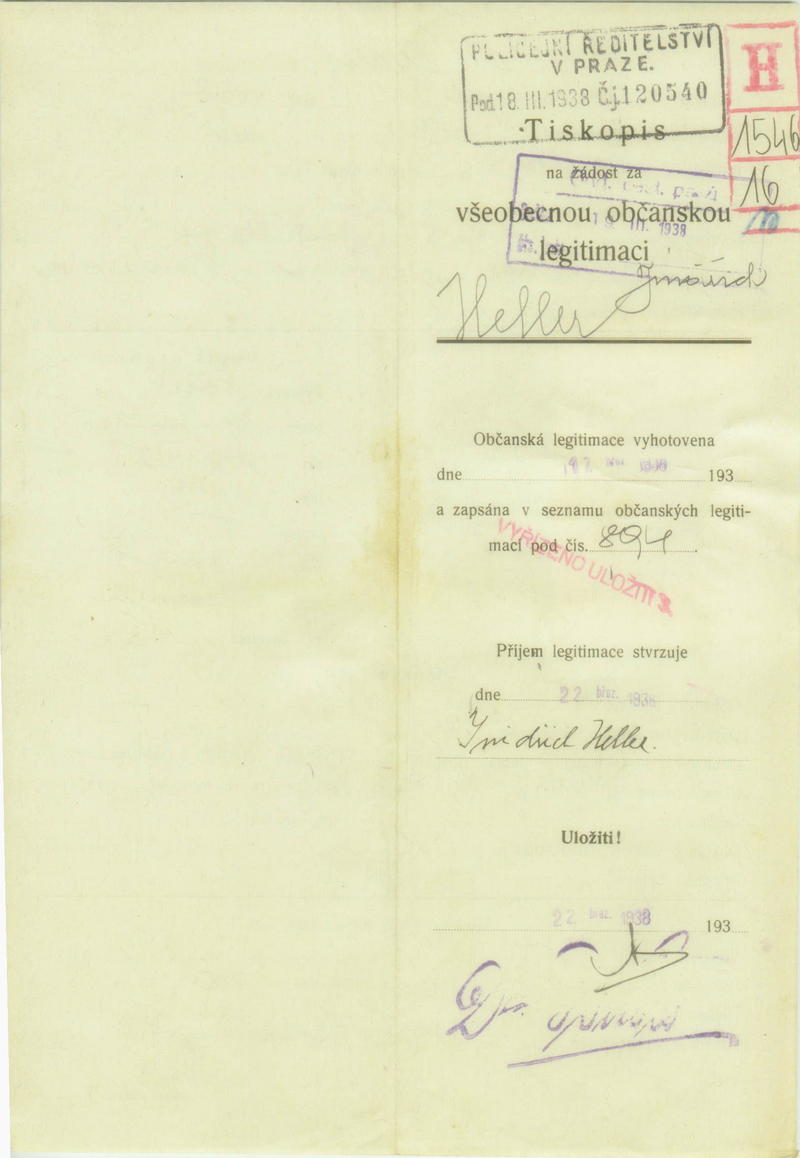 POLICEJNÍ ŘEDITELSTVÍ
V PRAZE.
Pod 18. III. 1938 Č.j. 120540
H
1546
16
Tiskopis
na žádost za
všeobecnou občanskou
legitimaci
III. 1938
Jindřich
Heller
Občanská legitimace vyhotovena
dne 193
a zapsána v seznamu občanských legiti-
mací pod čís. 894.
VYŘÍZENO ULOŽITI
Příjem legitimace stvrzuje
dne 22 břez. 1938
Jindřich Heller.
Uložiti!
22 břez. 1938 193
Dr.